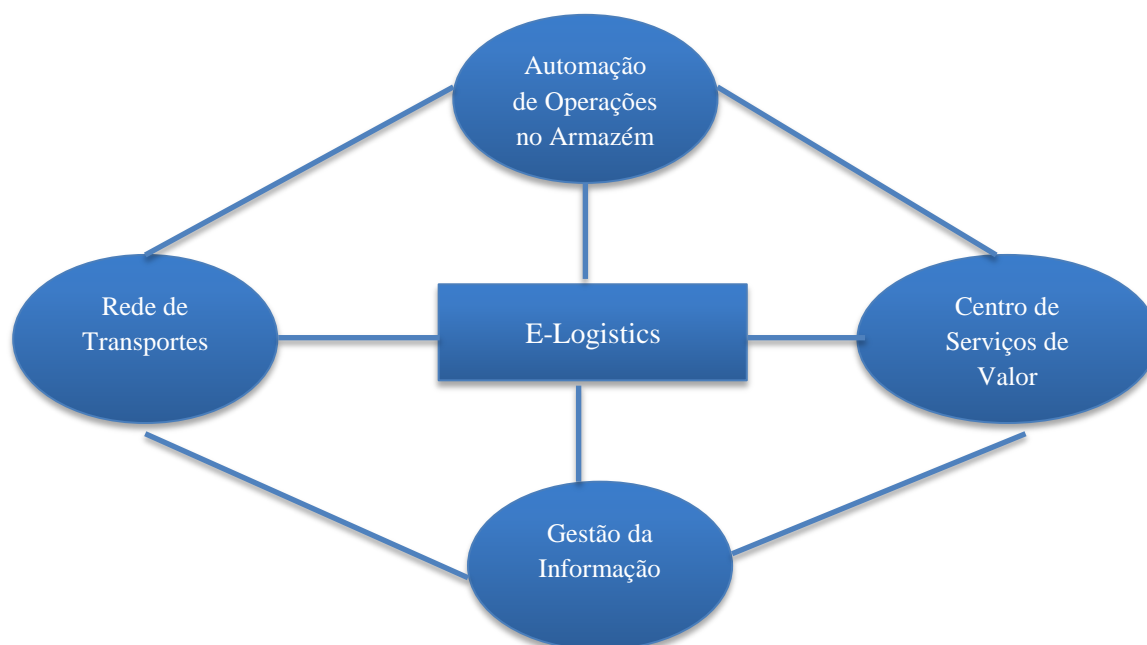 Automação
de Operações
no Armazém
Rede de
Transportes
E-Logistics
Centro de
Serviços de
Valor
Gestão da
Informação